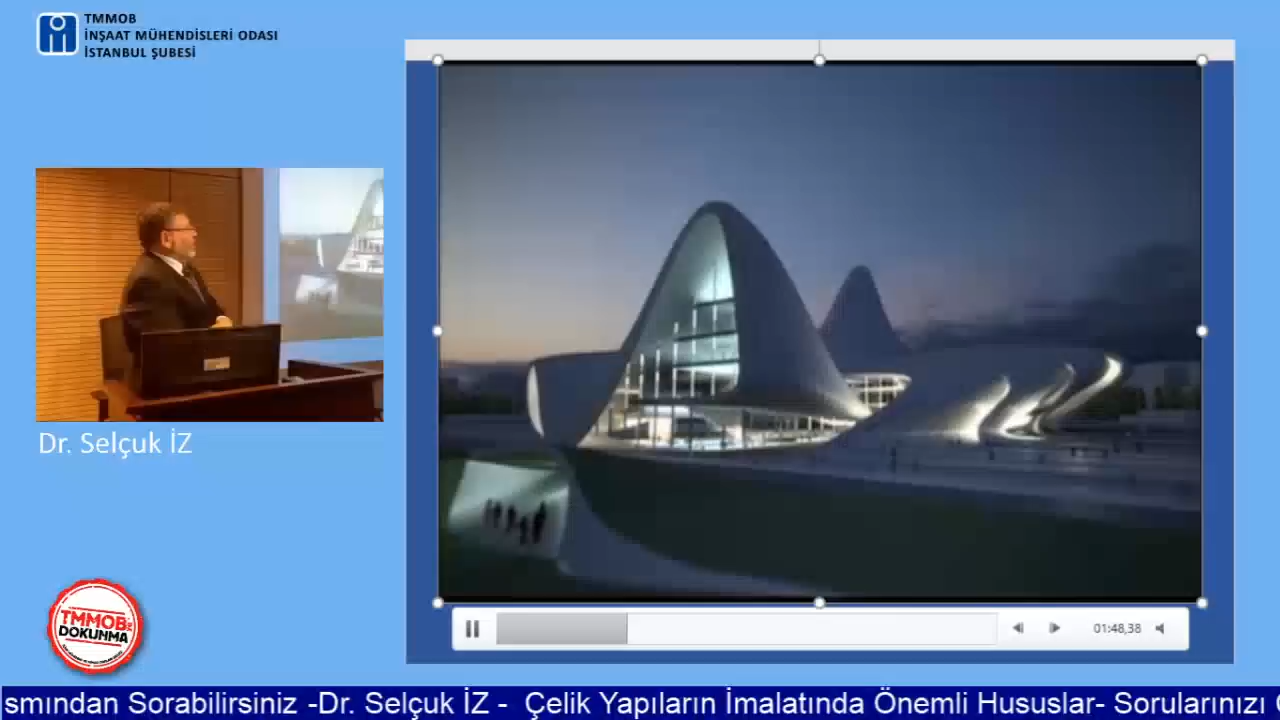 TMMOB
İNŞAAT MÜHENDİSLERİ ODASI
İSTANBUL ŞUBESİ
Dr. Selçuk İZ
TMMOB'ye
DOKUNMA
01:48,38
smından Sorabilirsiniz -Dr. Selçuk İZ - Çelik Yapıların İmalatında Önemli Hususlar- Sorularınızı